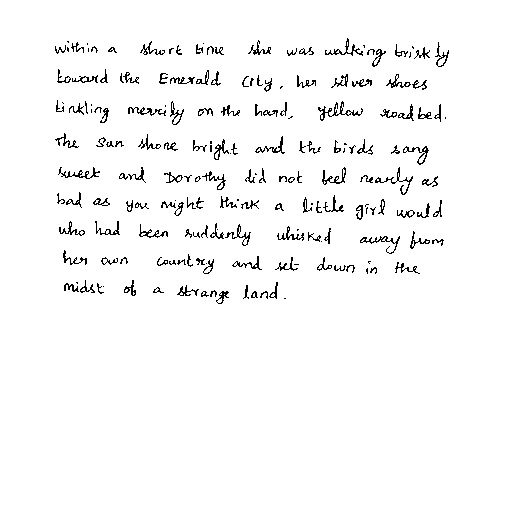 within a short time she was walking briskly
toward the Emerald City, her silver shoes
tinkling merrily on the hard, yellow roadbed.
The sun shone bright and the birds sang
sweet and Dorothy did not feel nearly as
bad as you might think a little girl would
who had been suddenly whisked away from
her own country and set down in the
midst of a strange land.